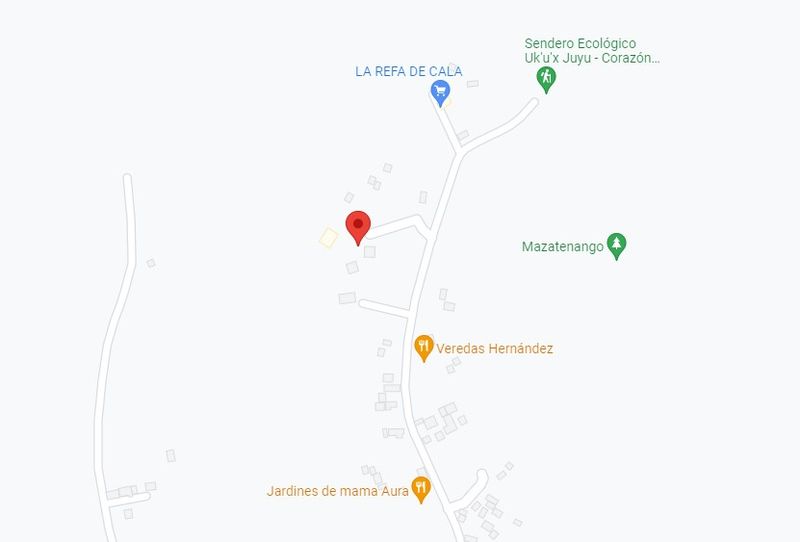 Sendero Ecológico
Uk'u'x Juyu - Corazón...
LA REFA DE CALA
Mazatenango
Veredas Hernández
Jardines de mama Aura